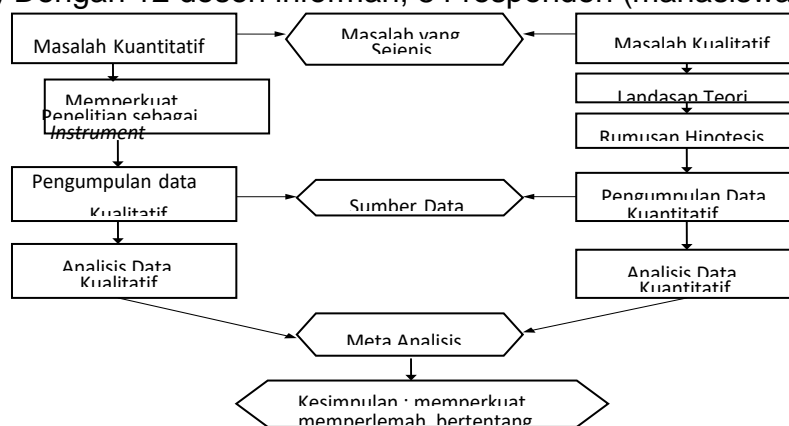 Dengan 12 dosen informan, 84 responden (mahasiswa
Masalah Kuantitatif
Masalah yang
Sejenis
Masalah Kualitatif
Memperkuat
Penelitian sebagai
Instrument
Landasan Teori
Rumusan Hipotesis
Pengumpulan data
Kualitatif
Sumber Data
Pengumpulan Data
Kuantitatif
Analisis Data
Kualitatif
Analisis Data
Kuantitatif
Meta Analisis
Kesimpulan : memperkuat
memperlemah, bertentang